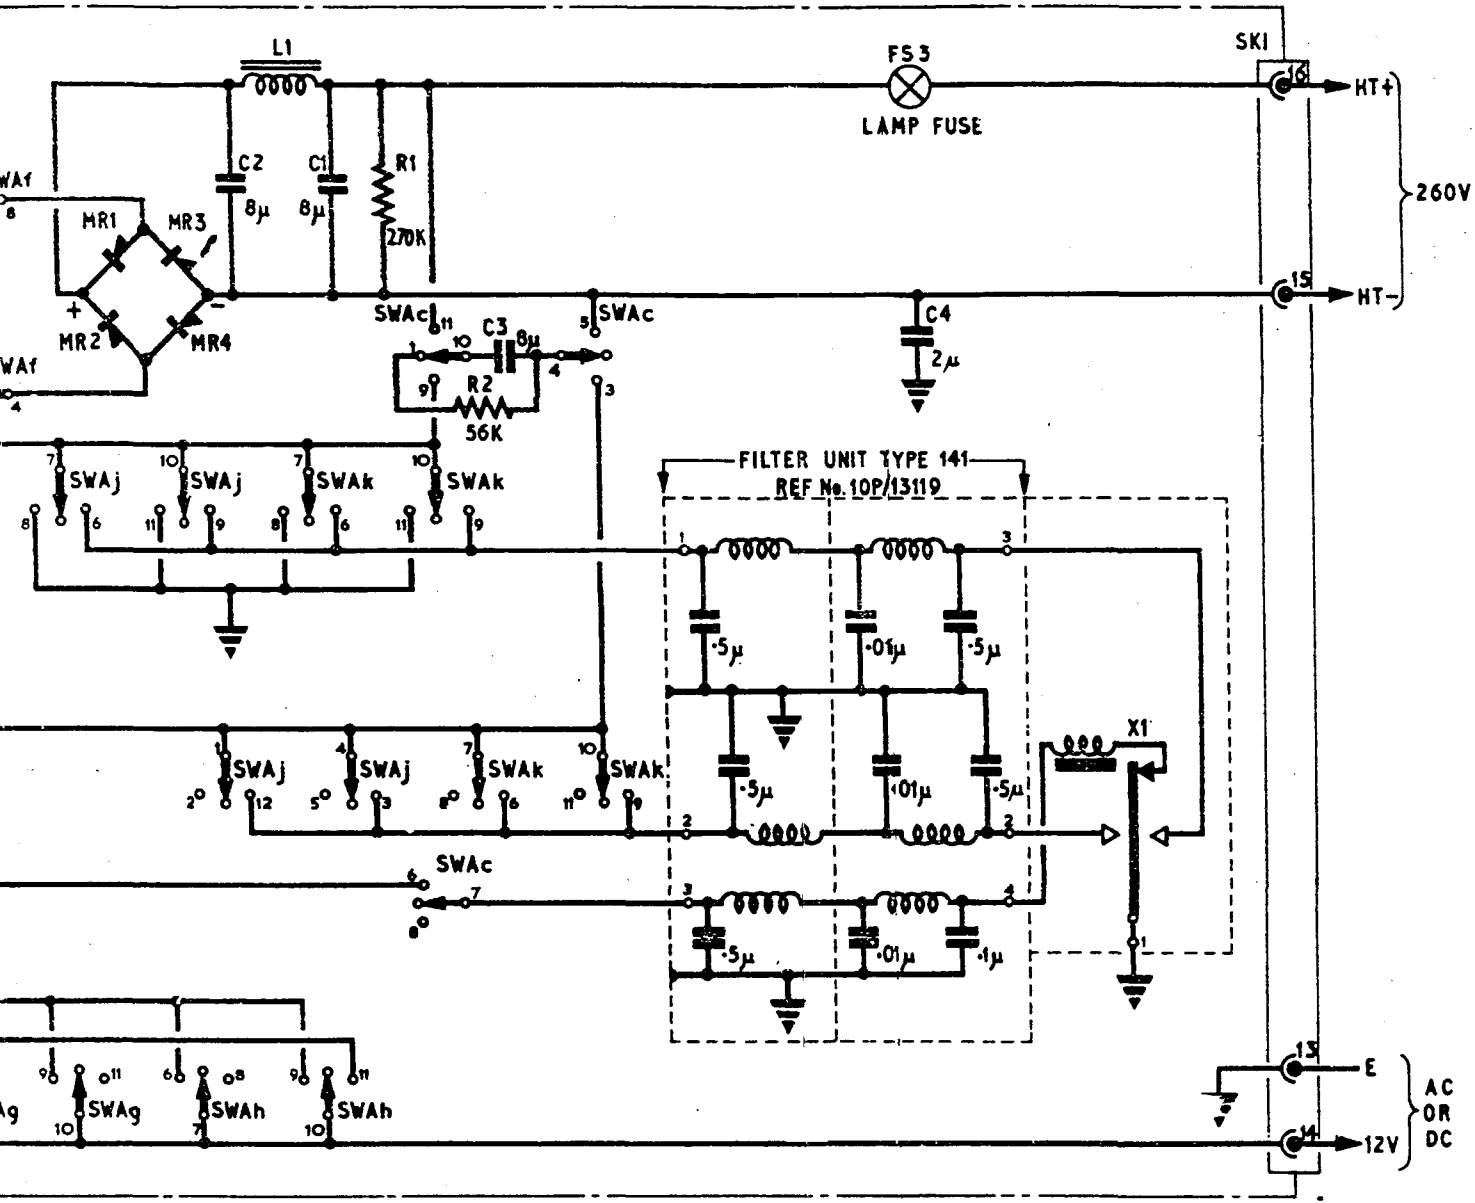 L1
FS3
SK1
16
HT+
LAMP FUSE
C2
C1
R1
WAf
8
8μ
8μ
260V
MR1
MR3
270K
15
HT-
+
-
SWAc
11
5
SWAc
C4
MR2
MR4
1
10
C3
8μ
4
2μ
WAf
4
9
R2
3
56K
7
SWAj
10
SWAj
7
SWAk
10
SWAk
FILTER UNIT TYPE 141
REF No. 10P/13119
8
6
11
9
8
6
11
9
1
3
·5μ
·01μ
·5μ
X1
1
SWAj
4
SWAj
7
SWAk
10
SWAk
2
12
5
3
8
6
11
9
·5μ
·01μ
·5μ
2
2
SWAc
6
7
8
3
4
·5μ
·01μ
·1μ
1
9
11
6
8
9
11
13
E
Ag
SWAg
SWAh
SWAh
AC
OR
DC
10
7
10
14
12V